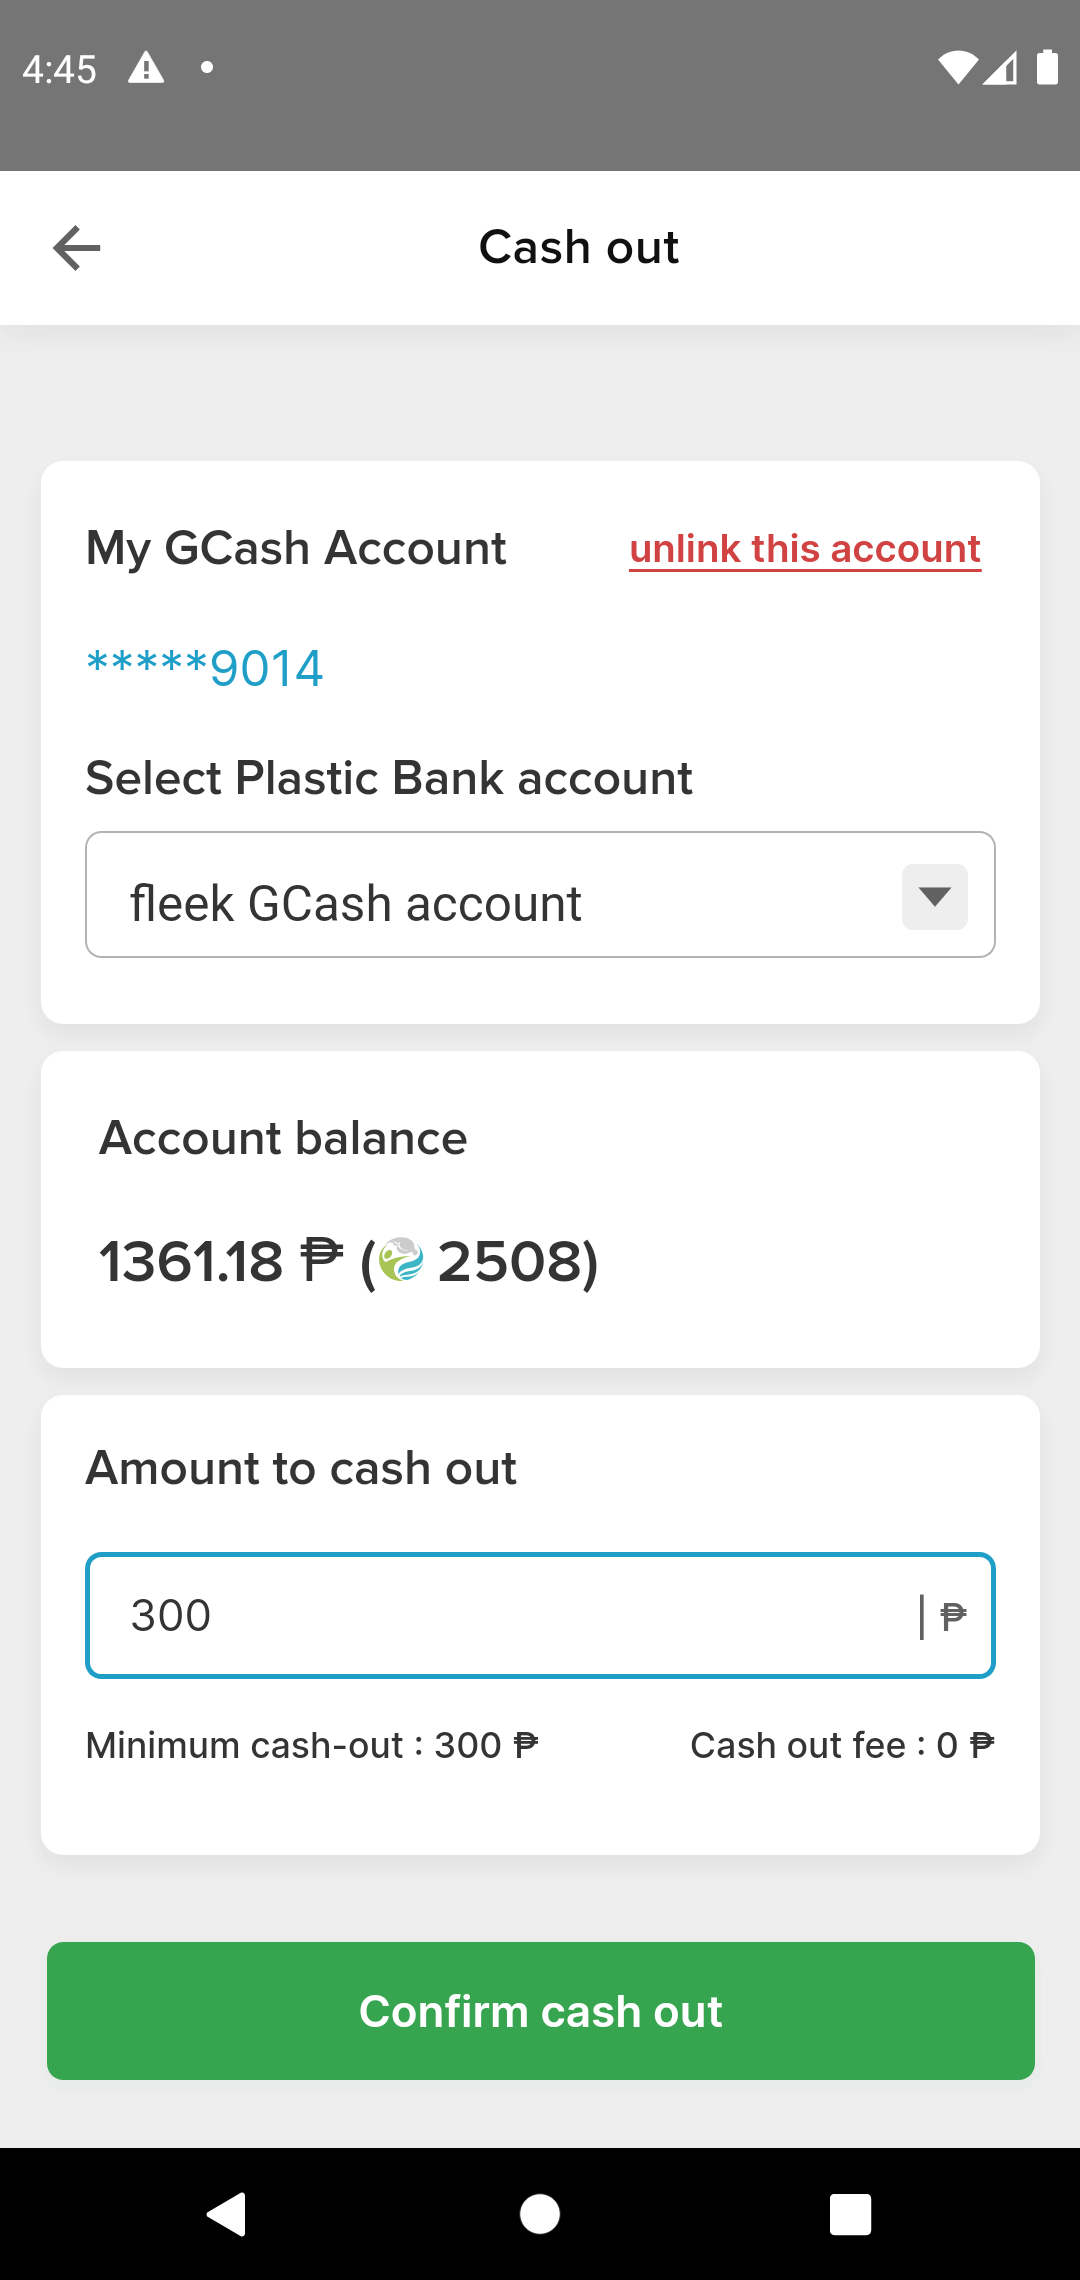 4:45
Cash out
My GCash Account
unlink this account
*****9014
Select Plastic Bank account
fleek GCash account
Account balance
1361.18 ₱ ( 2508)
Amount to cash out
300 | ₱
Minimum cash-out : 300 ₱
Cash out fee : 0 ₱
Confirm cash out